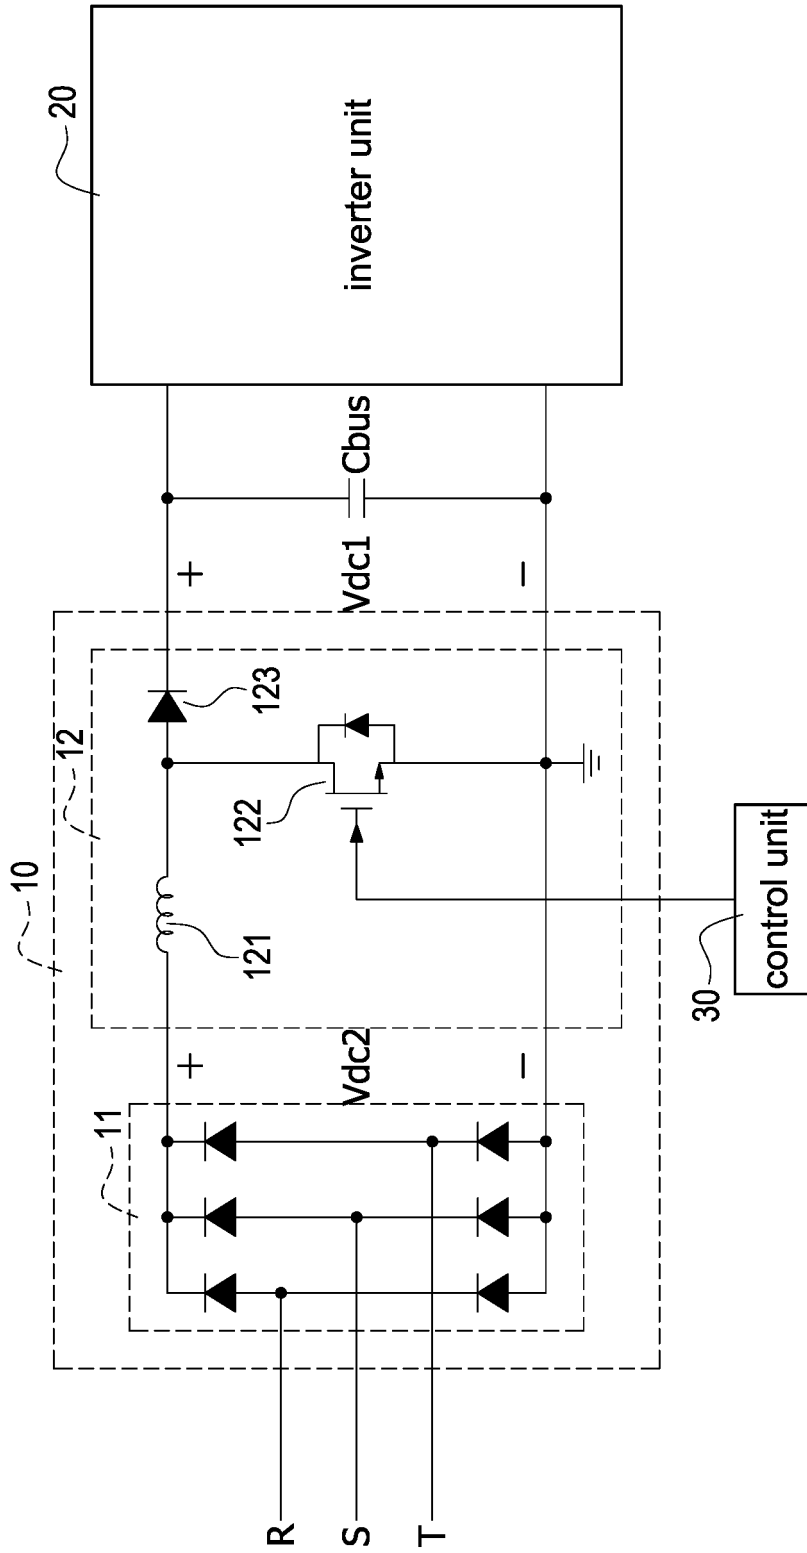 10
12
20
11
123
+
+
+
121
122
R
S
T
Vdc2
Vdc1
Cbus
inverter unit
−
−
30
control unit